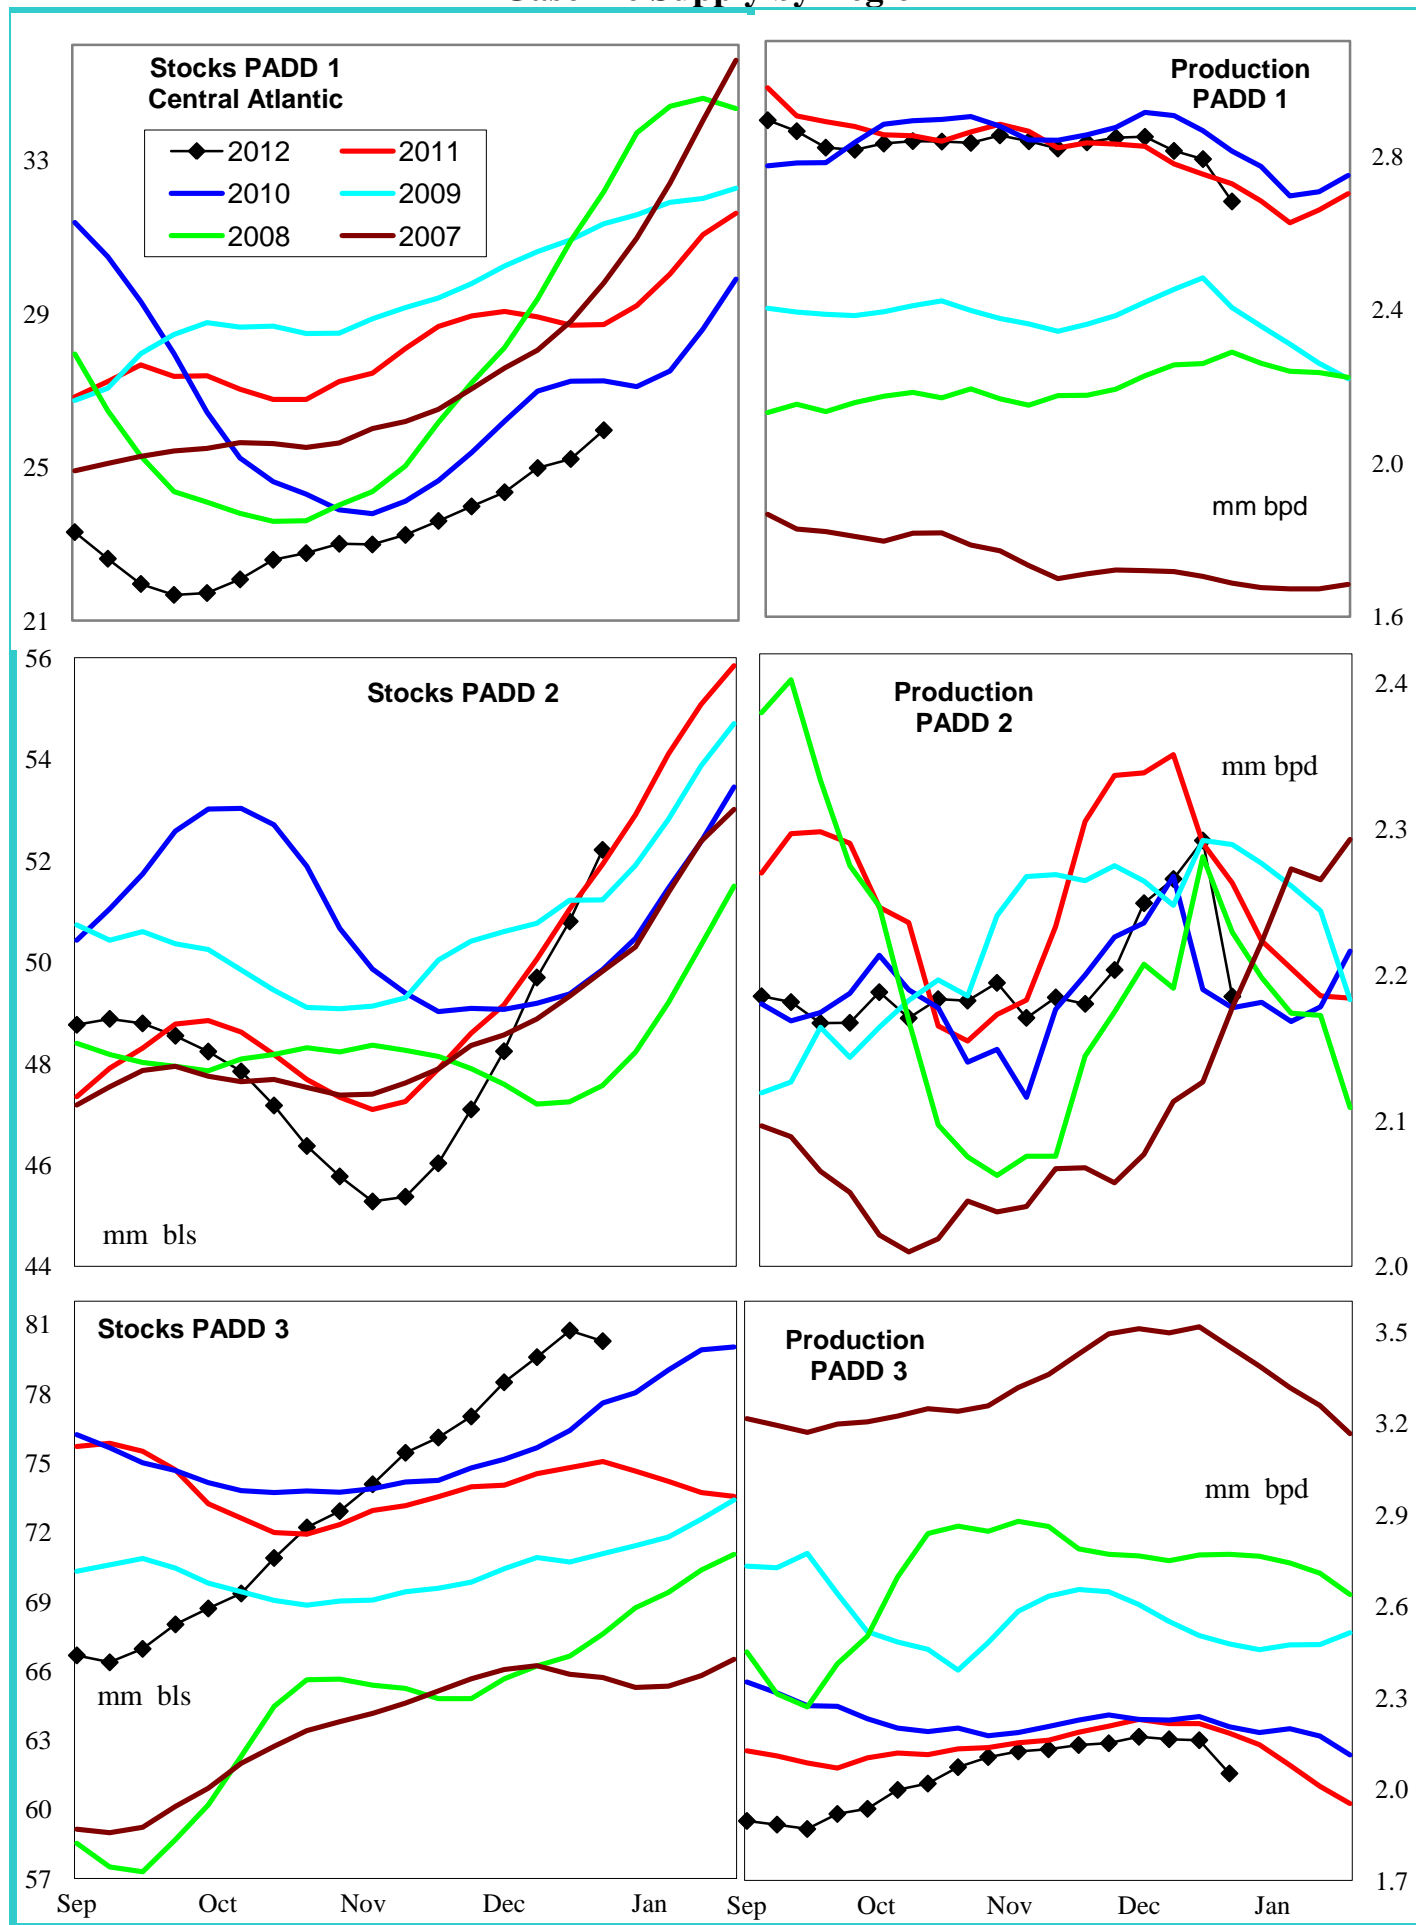 Stocks PADD 1
Central Atlantic
2012 2011
2010 2009
2008 2007
33
29
25
21
Production
PADD 1
mm bpd
2.8
2.4
2.0
1.6
Stocks PADD 2
mm bls
56
54
52
50
48
46
44
Production
PADD 2
mm bpd
2.4
2.3
2.2
2.1
2.0
Stocks PADD 3
mm bls
81
78
75
72
69
66
63
60
57
Sep Oct Nov Dec Jan
Production
PADD 3
mm bpd
3.5
3.2
2.9
2.6
2.3
2.0
1.7
Sep Oct Nov Dec Jan